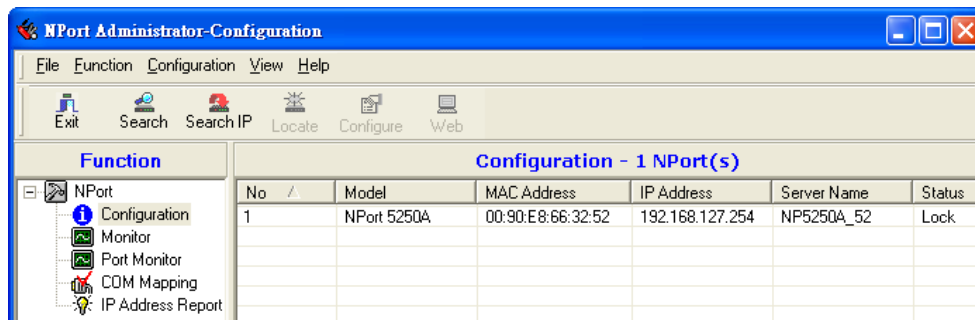 NPort Administrator-Configuration
File Function Configuration View Help
Exit Search Search IP Locate Configure Web
Function
Configuration - 1 NPort(s)
NPort
Configuration
Monitor
Port Monitor
COM Mapping
IP Address Report
No Model MAC Address IP Address Server Name Status
1 NPort 5250A 00:90:E8:66:32:52 192.168.127.254 NP5250A_52 Lock